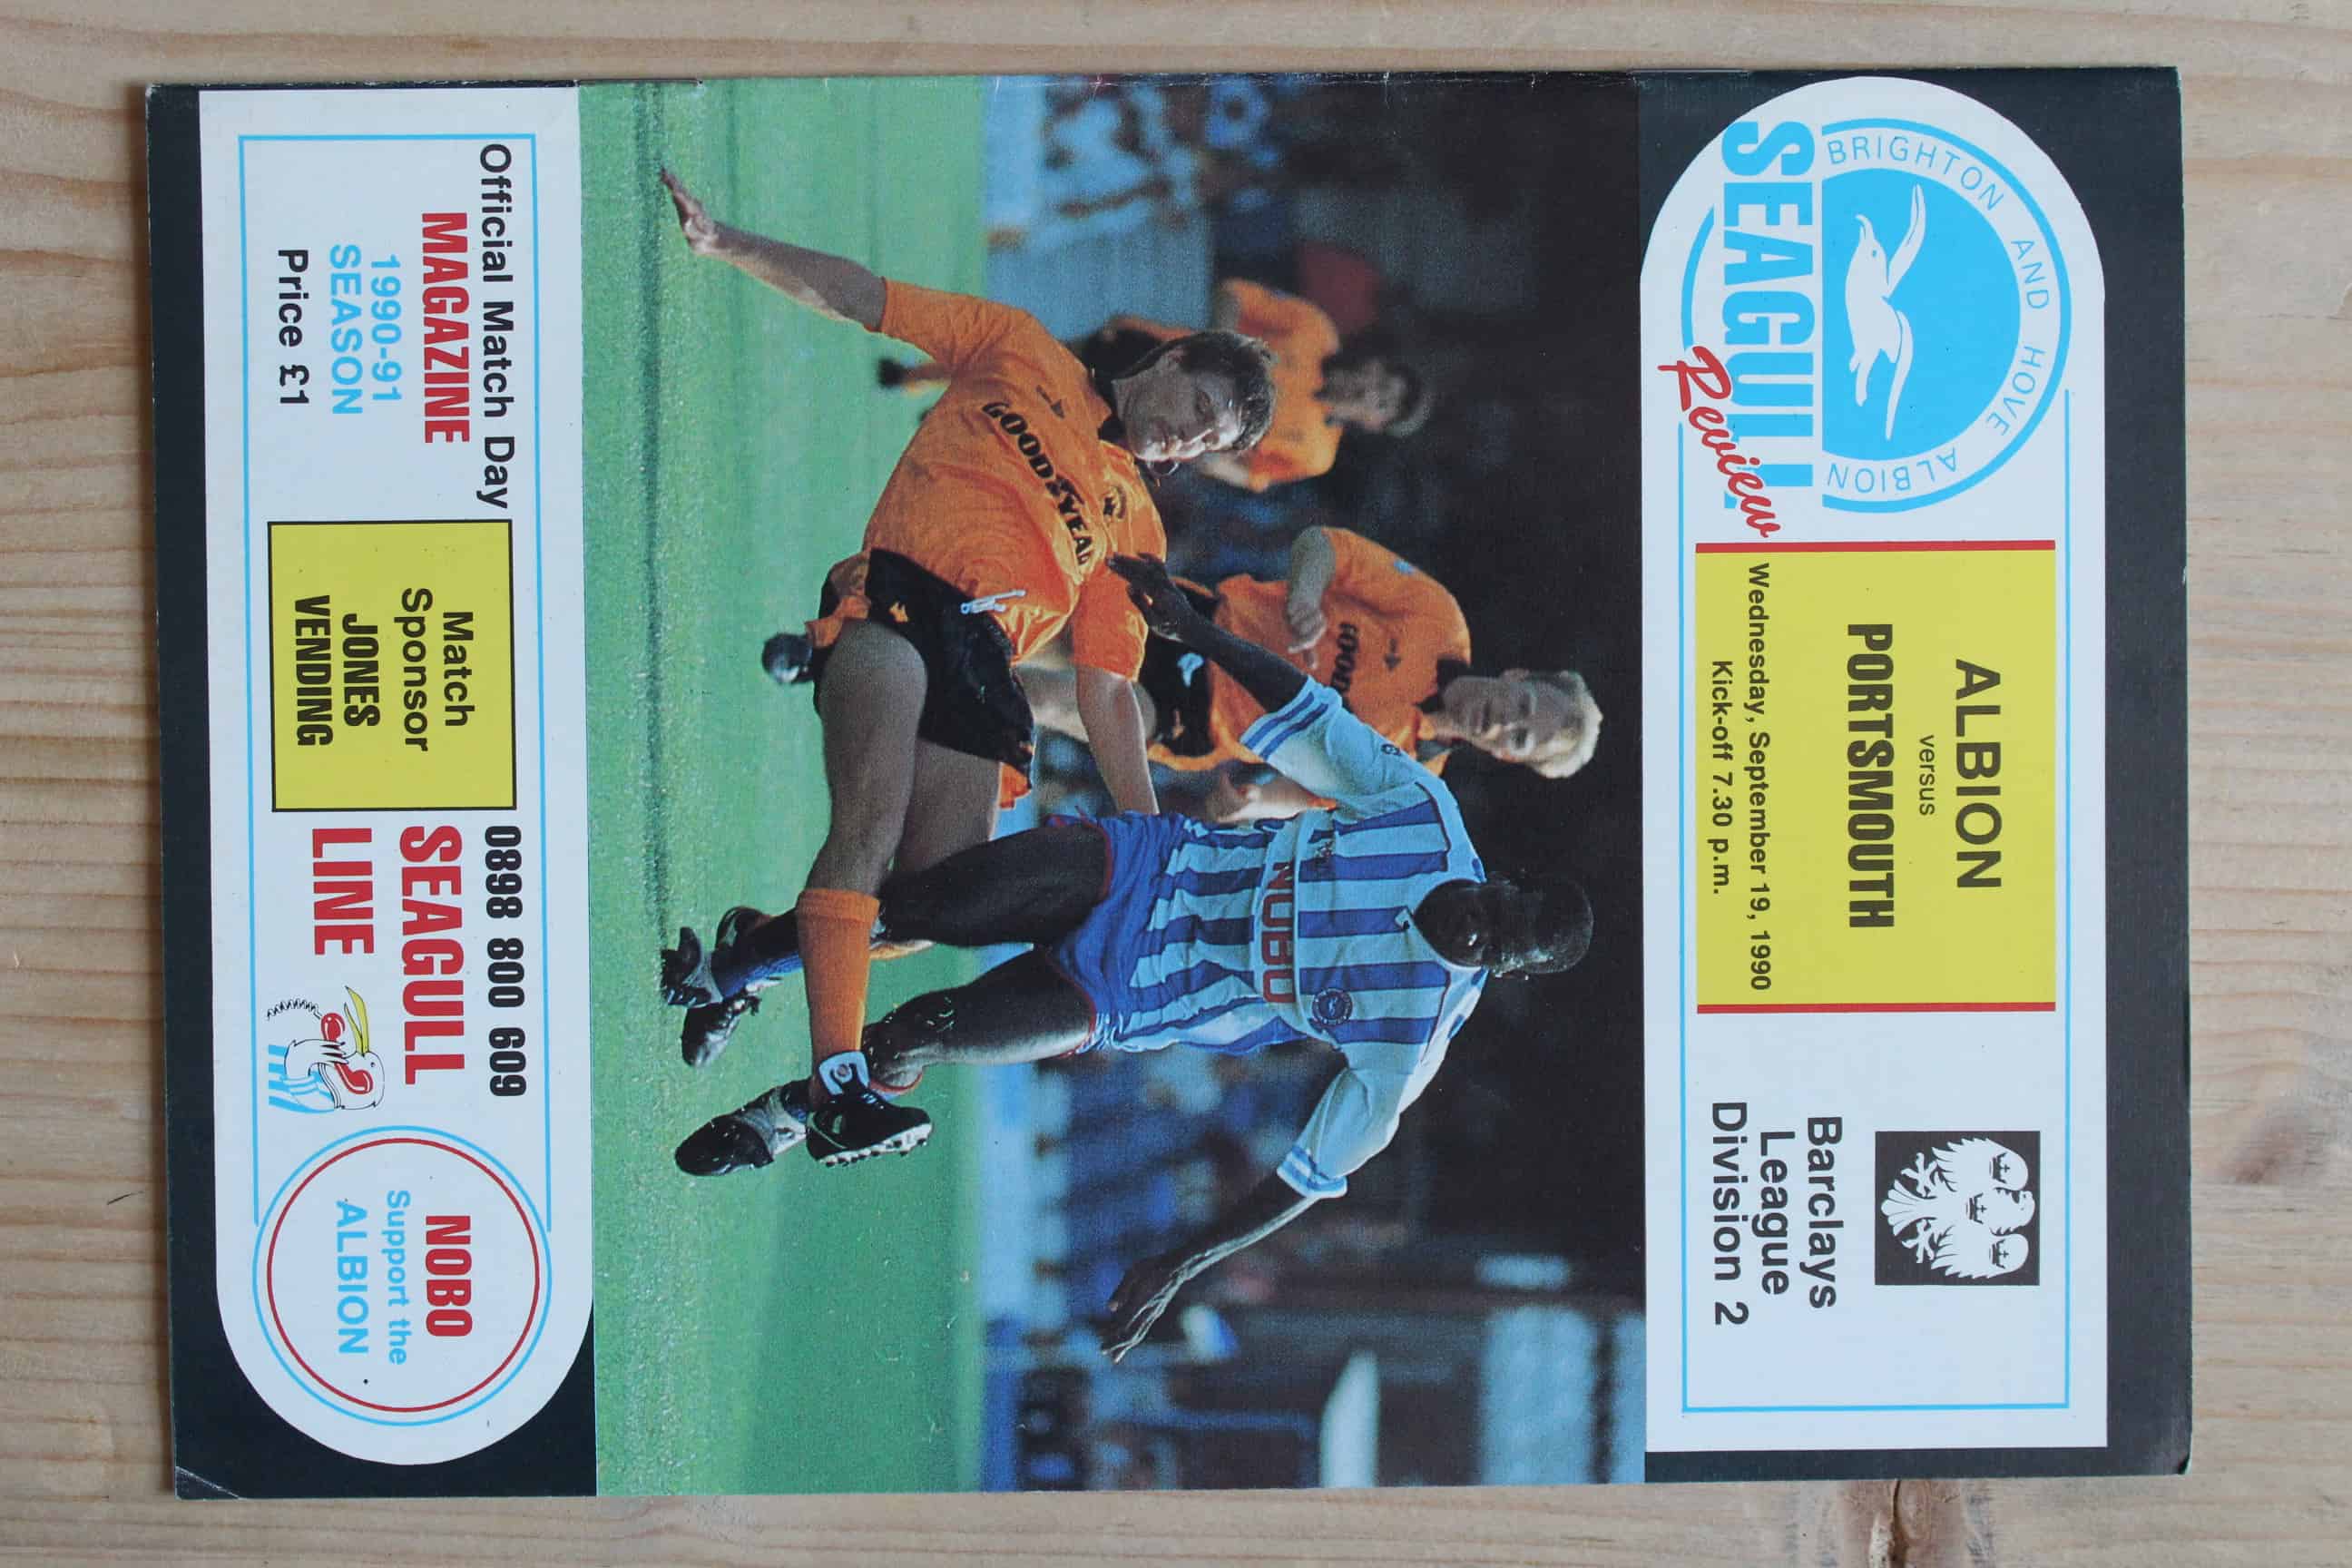 BRIGHTON AND HOVE ALBION
SEAGULL
Review
ALBION
versus
PORTSMOUTH
Wednesday, September 19, 1990
Kick-off 7.30 p.m.
Barclays
League
Division 2
GOODYEAR
GOOD
NOBO
Official Match Day
MAGAZINE
1990-91
SEASON
Price £1
Match
Sponsor
JONES
VENDING
0898 800 609
SEAGULL
LINE
NOBO
Support the
ALBION